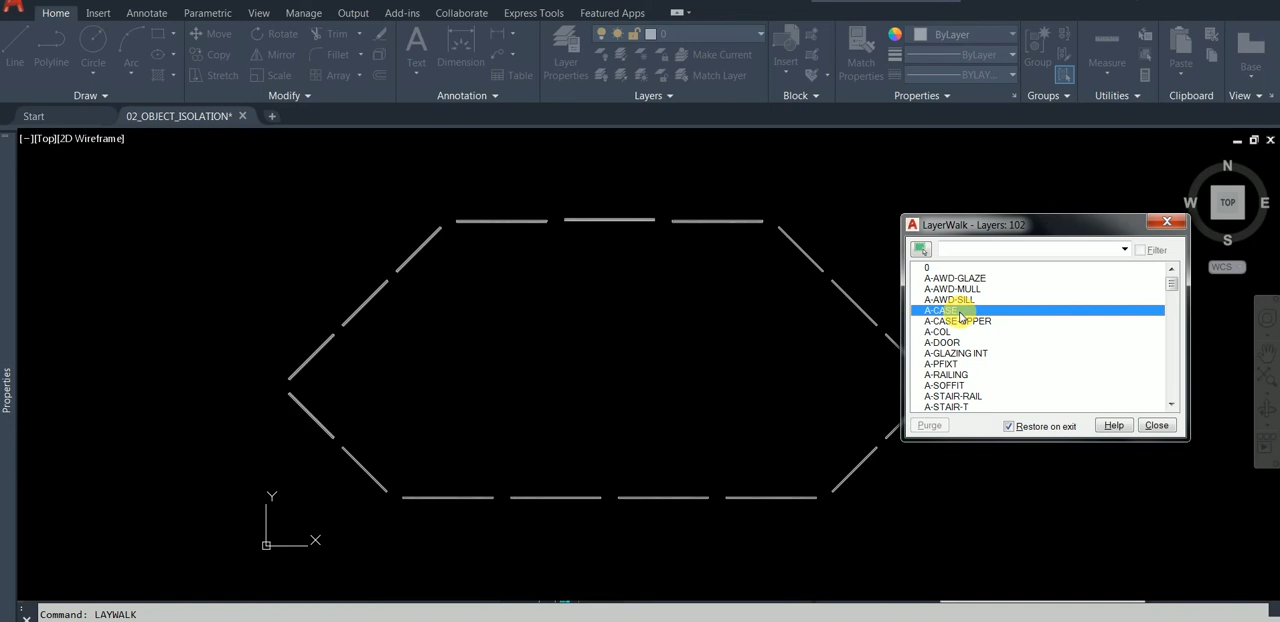 Home Insert Annotate Parametric View Manage Output Add-ins Collaborate Express Tools Featured Apps
Line Polyline Circle Arc
Move Rotate Trim
Copy Mirror Fillet
Stretch Scale Array
Text Dimension
Table
Layer Properties
0
Make Current
Match Layer
Insert
Match Properties
ByLayer
ByLayer
BYLAY...
Group
Measure
Paste
Base
Draw Modify Annotation Layers Block Properties Groups Utilities Clipboard View
Start 02_OBJECT_ISOLATION*
[−][Top][2D Wireframe]
N
W TOP E
S
WCS
LayerWalk - Layers: 102
Filter
0
A-AWD-GLAZE
A-AWD-MULL
A-AWD-SILL
A-CASE
A-COL
A-DOOR
A-GLAZING INT
A-PFIXT
A-RAILING
A-SOFFIT
A-STAIR-RAIL
A-STAIR-T
Purge Restore on exit Help Close
Properties
Y
X
Command: LAYWALK